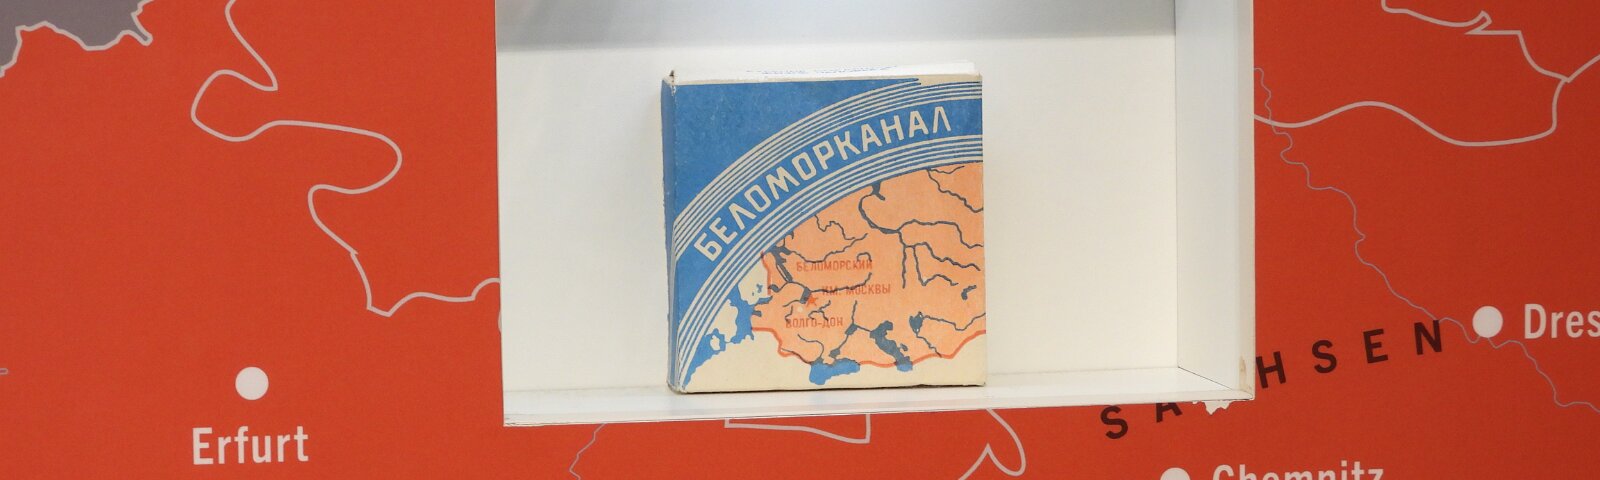 БЕЛОМОРКАНАЛ
БЕЛОМОРСКИЙ
ИМ. МОСКВЫ
ВОЛГО-ДОН
Erfurt
Dres
SACHSEN
Chemnitz